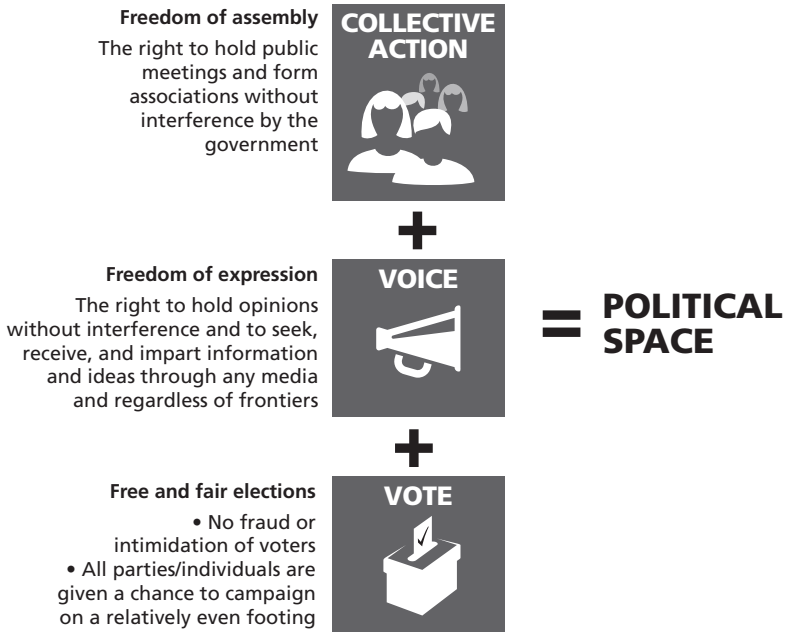 Freedom of assembly
The right to hold public
meetings and form
associations without
interference by the
government
COLLECTIVE
ACTION
+
Freedom of expression
The right to hold opinions
without interference and to seek,
receive, and impart information
and ideas through any media
and regardless of frontiers
VOICE
=
POLITICAL
SPACE
+
Free and fair elections
• No fraud or
intimidation of voters
• All parties/individuals are
given a chance to campaign
on a relatively even footing
VOTE